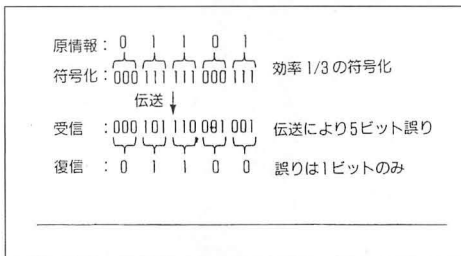 原情報：0 1 1 0 1
符号化：000 111 111 000 111 効率1/3の符号化
伝送
受信：000 101 110 001 001 伝送により5ビット誤り
復信：0 1 1 0 0 誤りは1ビットのみ